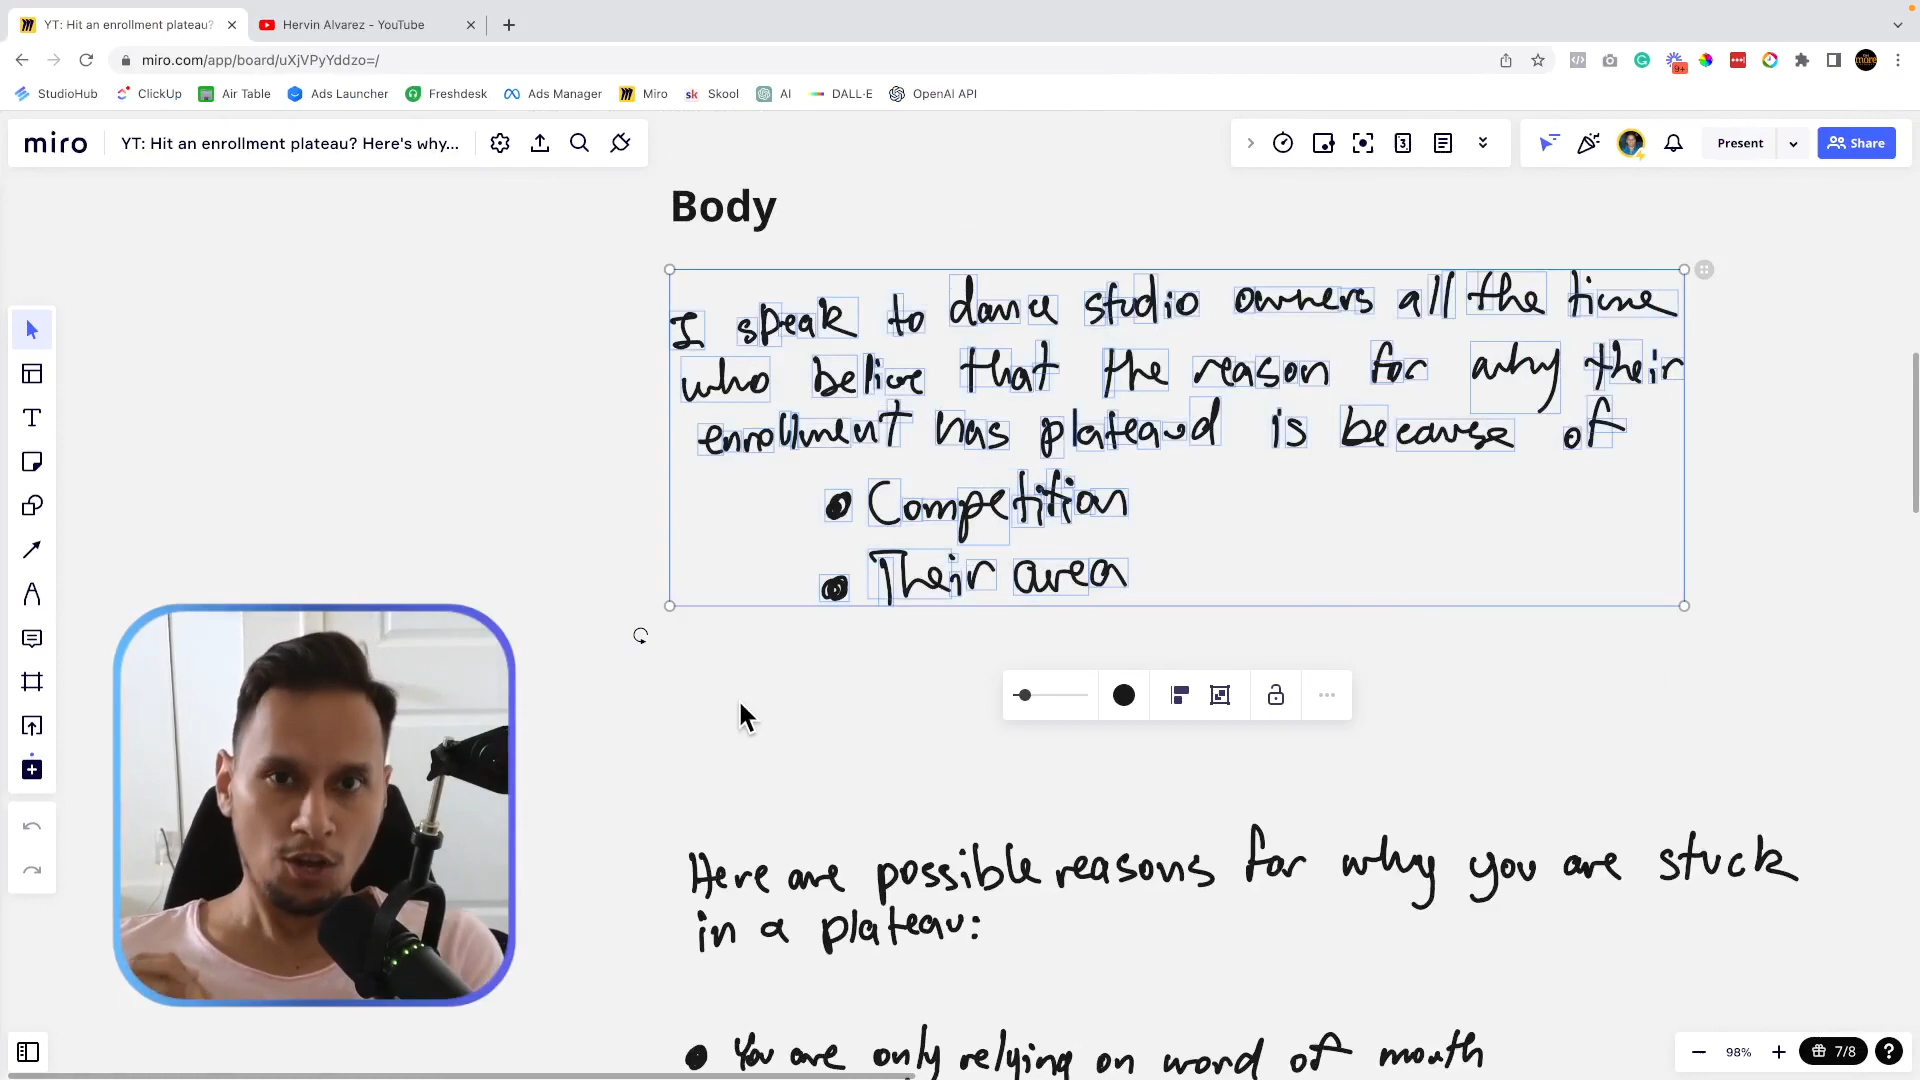 YT: Hit an enrollment plateau?
Hervin Alvarez - YouTube
miro.com/app/board/uXjVPyYddzo=/
9+
StudioHub
ClickUp
Air Table
Ads Launcher
Freshdesk
Ads Manager
Miro
sk Skool
AI
DALL·E
OpenAI API
miro
YT: Hit an enrollment plateau? Here's why...
3
Present
Share
Body
I speak to dance studio owners all the time
who belive that the reason for why their
enrollment has plateaud is because of
• Competition
• Their area
Here are possible reasons for why you are stuck
in a plateau:
• You are only relying on word of mouth
98%
7/8
?